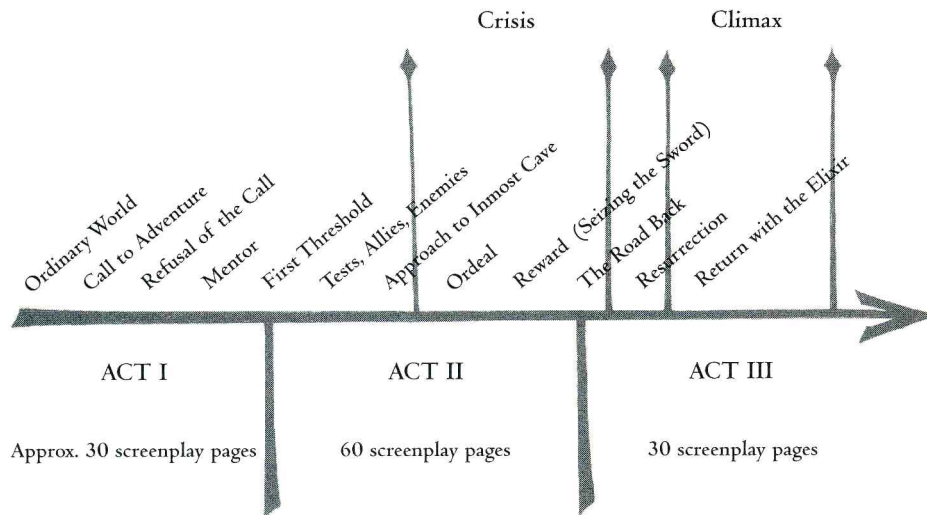 Crisis
Climax
Ordinary World
Call to Adventure
Refusal of the Call
Mentor
First Threshold
Tests, Allies, Enemies
Approach to Inmost Cave
Ordeal
Reward (Seizing the Sword)
The Road Back
Resurrection
Return with the Elixir
ACT I
ACT II
ACT III
Approx. 30 screenplay pages
60 screenplay pages
30 screenplay pages